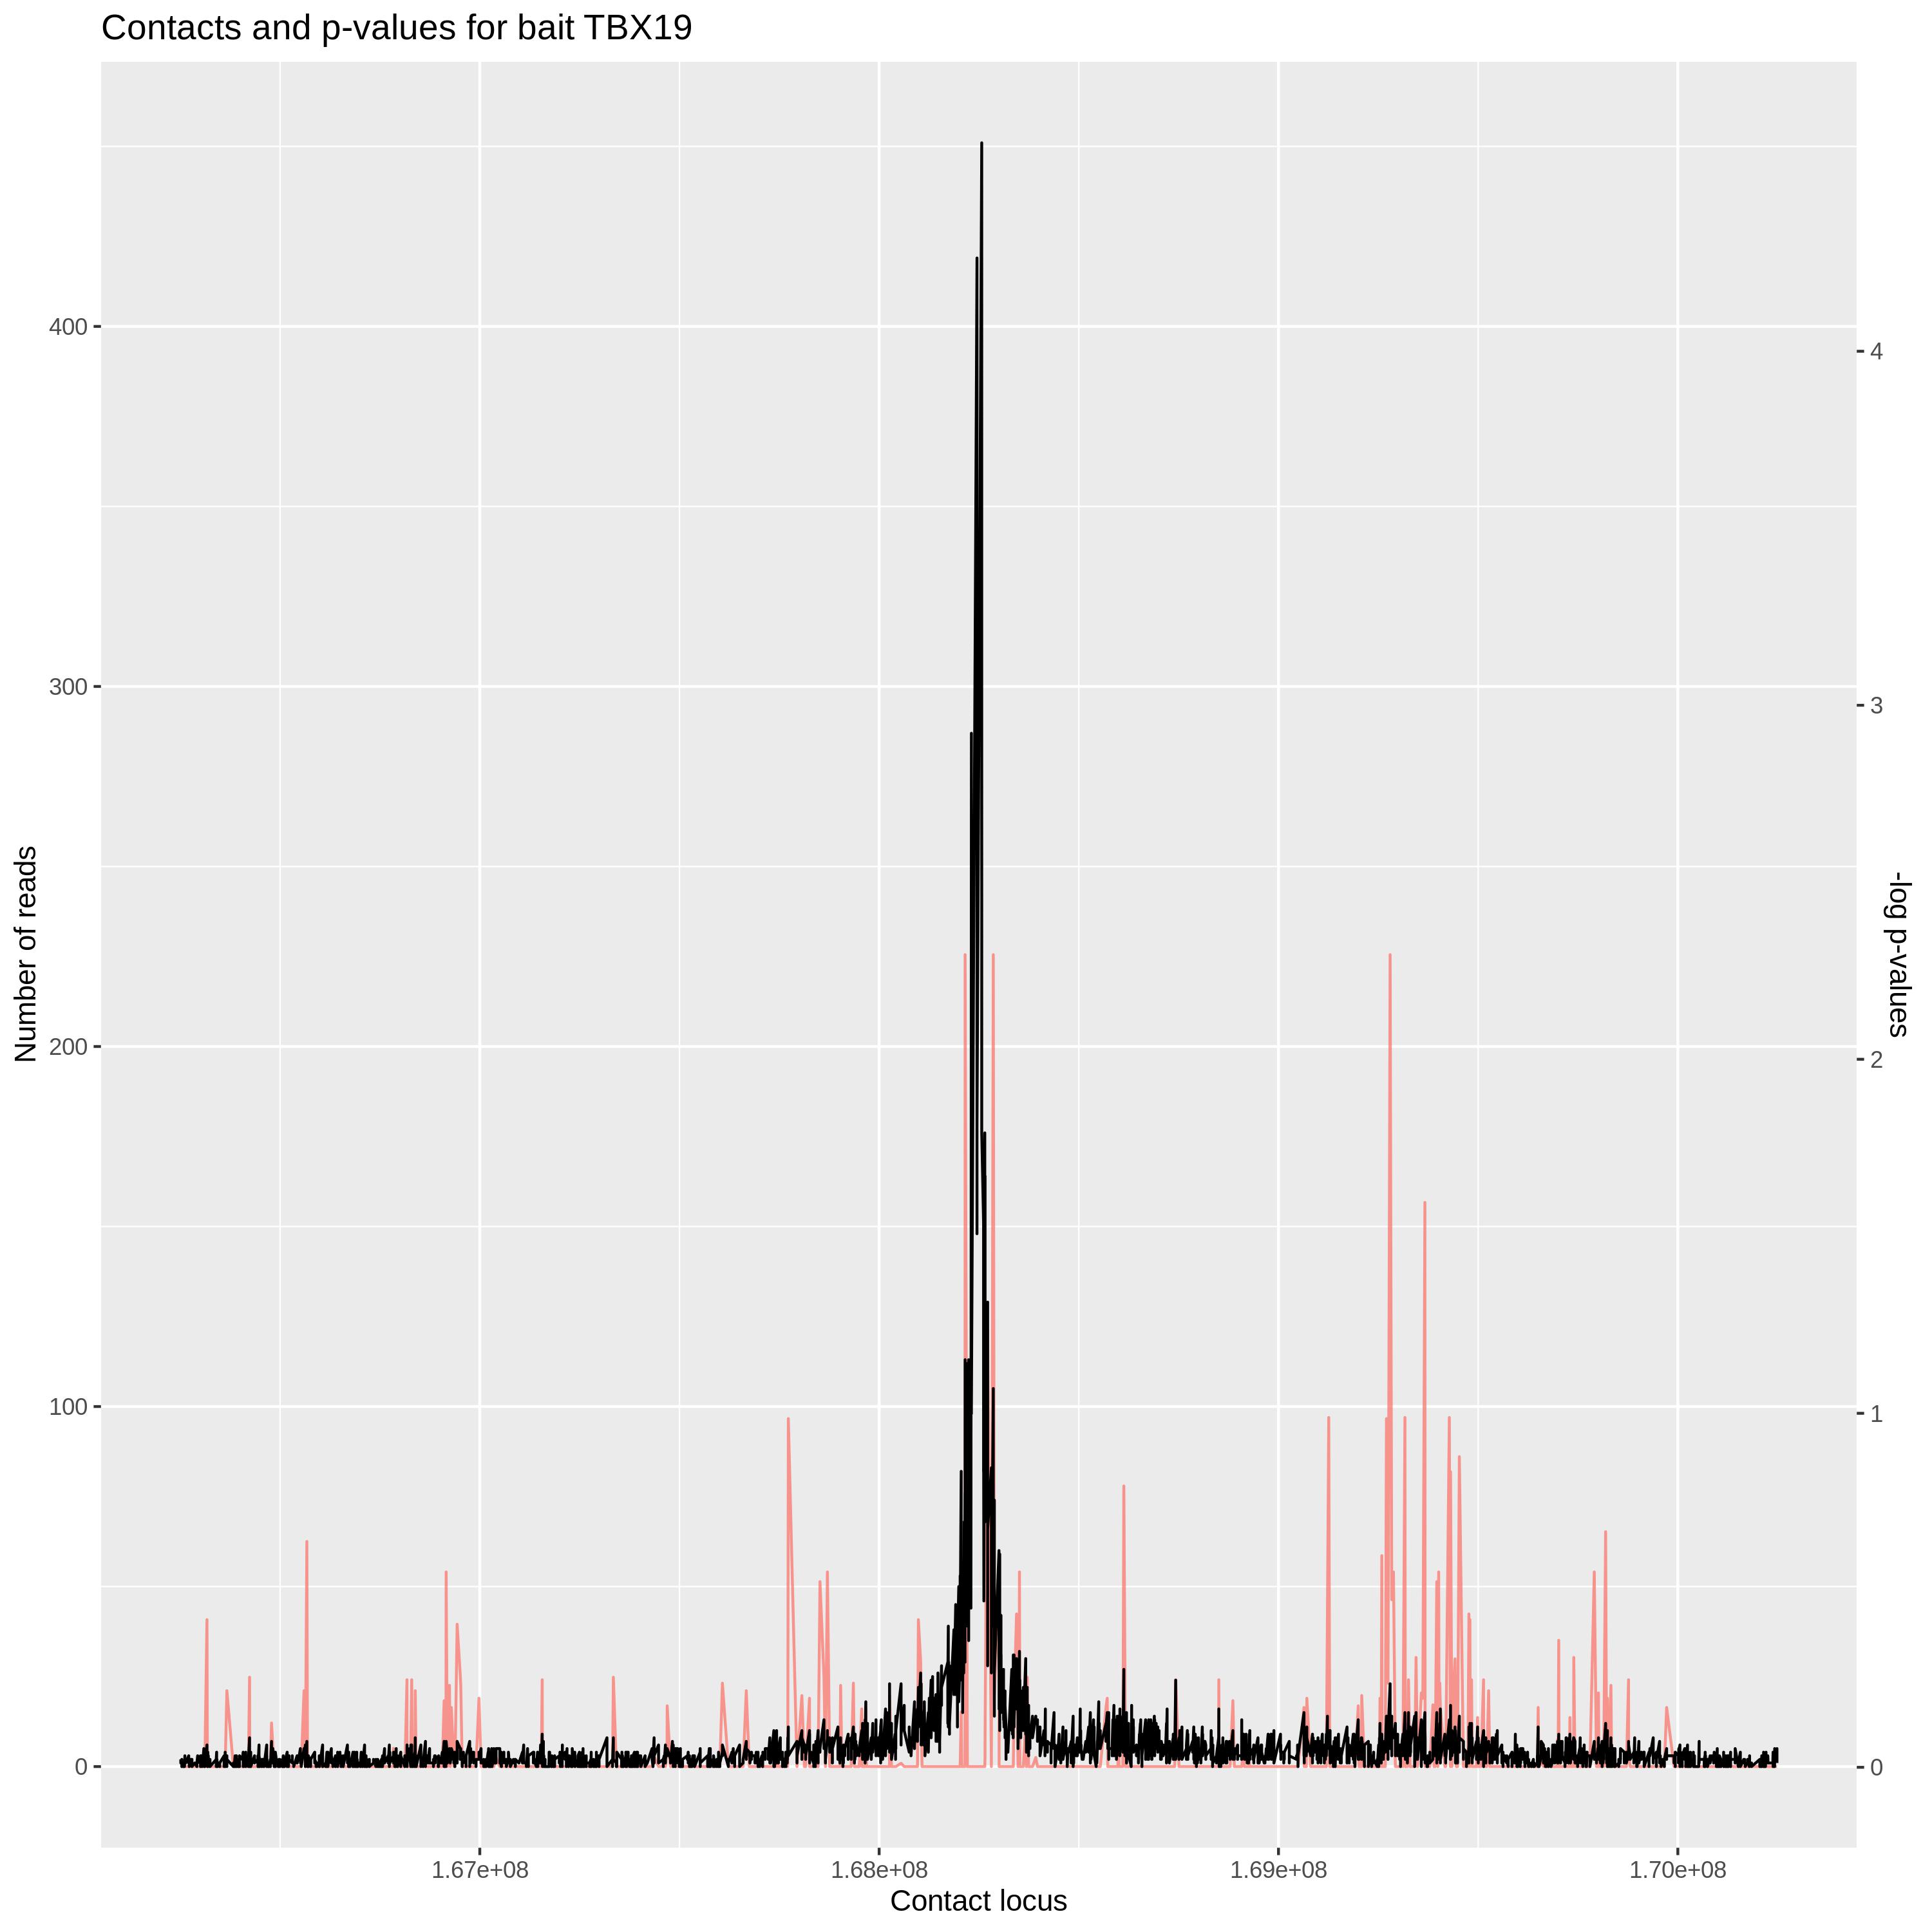 Contacts and p-values for bait TBX19
400
300
200
100
0
Number of reads
4
3
2
1
0
-log p-values
1.67e+08
1.68e+08
1.69e+08
1.70e+08
Contact locus